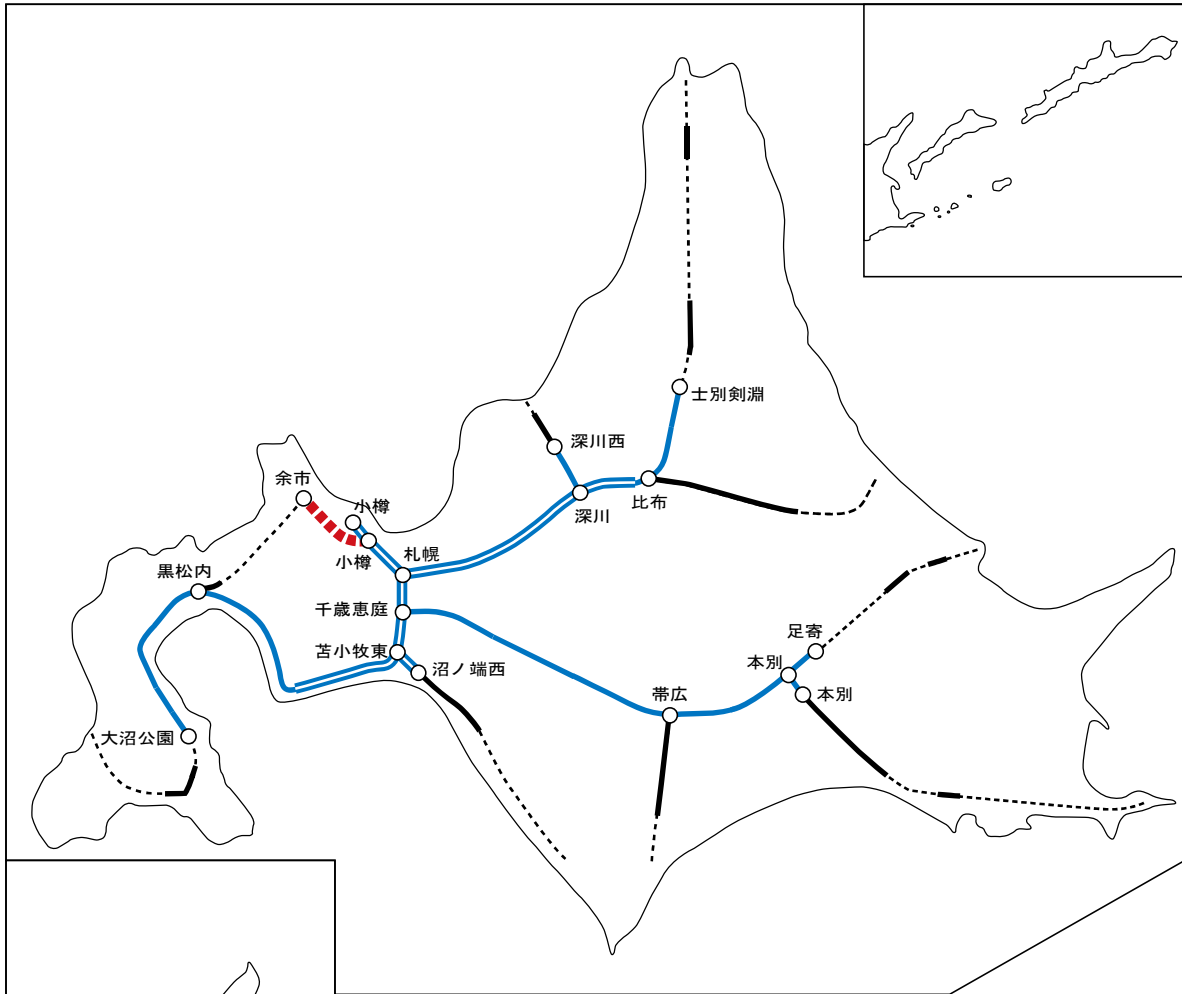 士別剣淵
深川西
余市
小樽
深川
比布
小樽
札幌
黒松内
千歳恵庭
足寄
苫小牧東
沼ノ端西
本別
本別
帯広
大沼公園